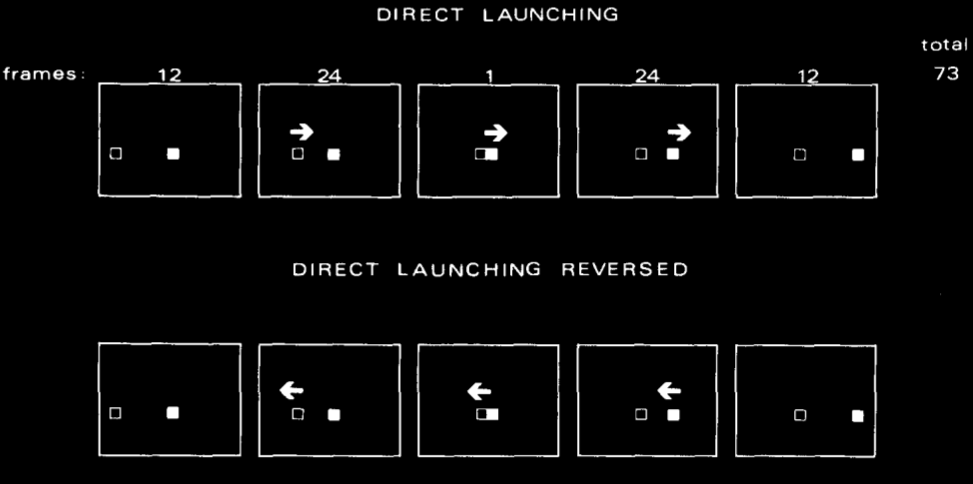 DIRECT LAUNCHING
total
frames: 12 24 1 24 12 73
DIRECT LAUNCHING REVERSED